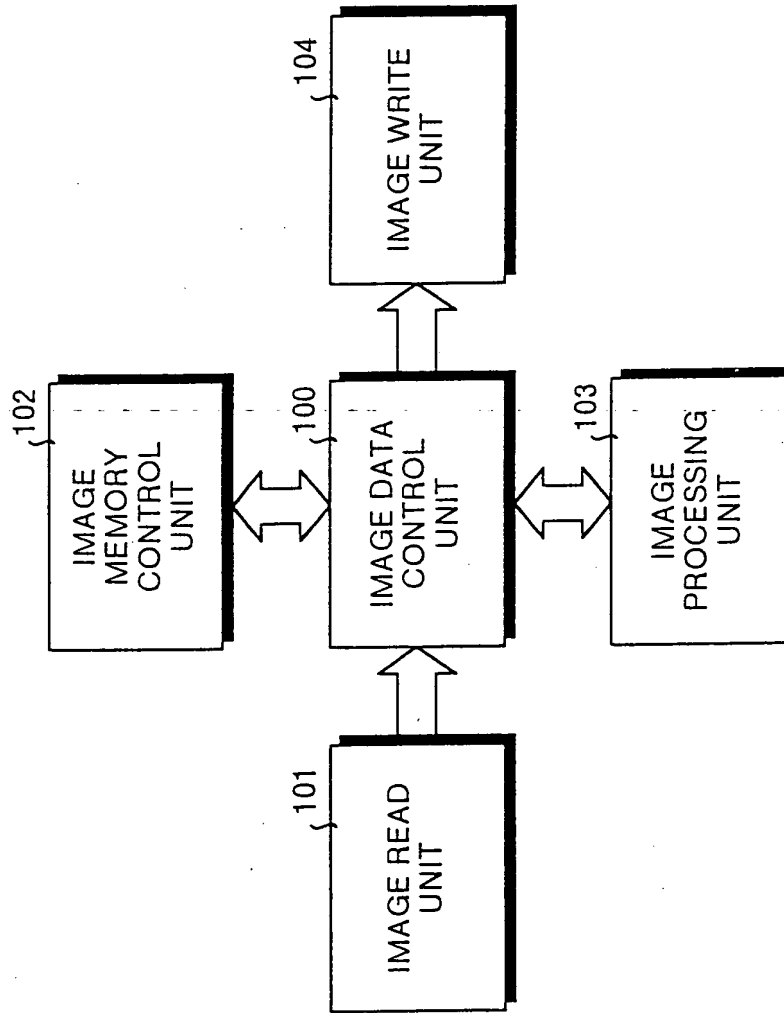 102
IMAGE
MEMORY
CONTROL
UNIT
101
IMAGE READ
UNIT
100
IMAGE DATA
CONTROL
UNIT
104
IMAGE WRITE
UNIT
103
IMAGE
PROCESSING
UNIT